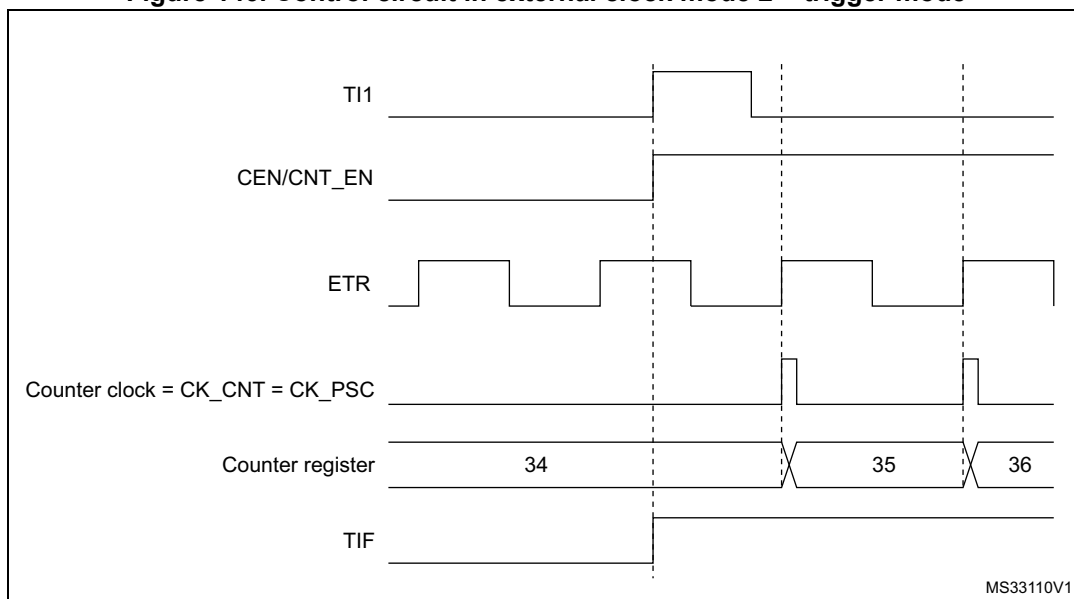 TI1
CEN/CNT_EN
ETR
Counter clock = CK_CNT = CK_PSC
Counter register 34 35 36
TIF
MS33110V1